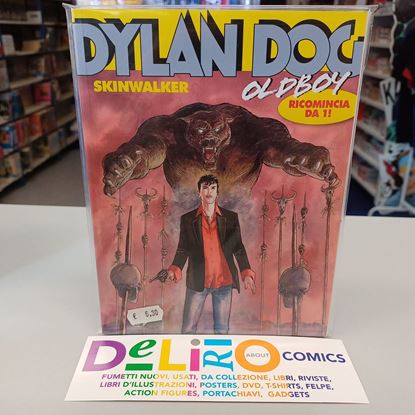 DYLAN DOG
OLDBOY
SKINWALKER
RICOMINCIA
DA 1!
€ 6,30
DeLiRiO ABOUT COMICS
FUMETTI NUOVI, USATI, DA COLLEZIONE, LIBRI, RIVISTE,
LIBRI D'ILLUSTRAZIONI, POSTERS, DVD, T-SHIRTS, FELPE,
ACTION FIGURES, PORTACHIAVI, GADGETS